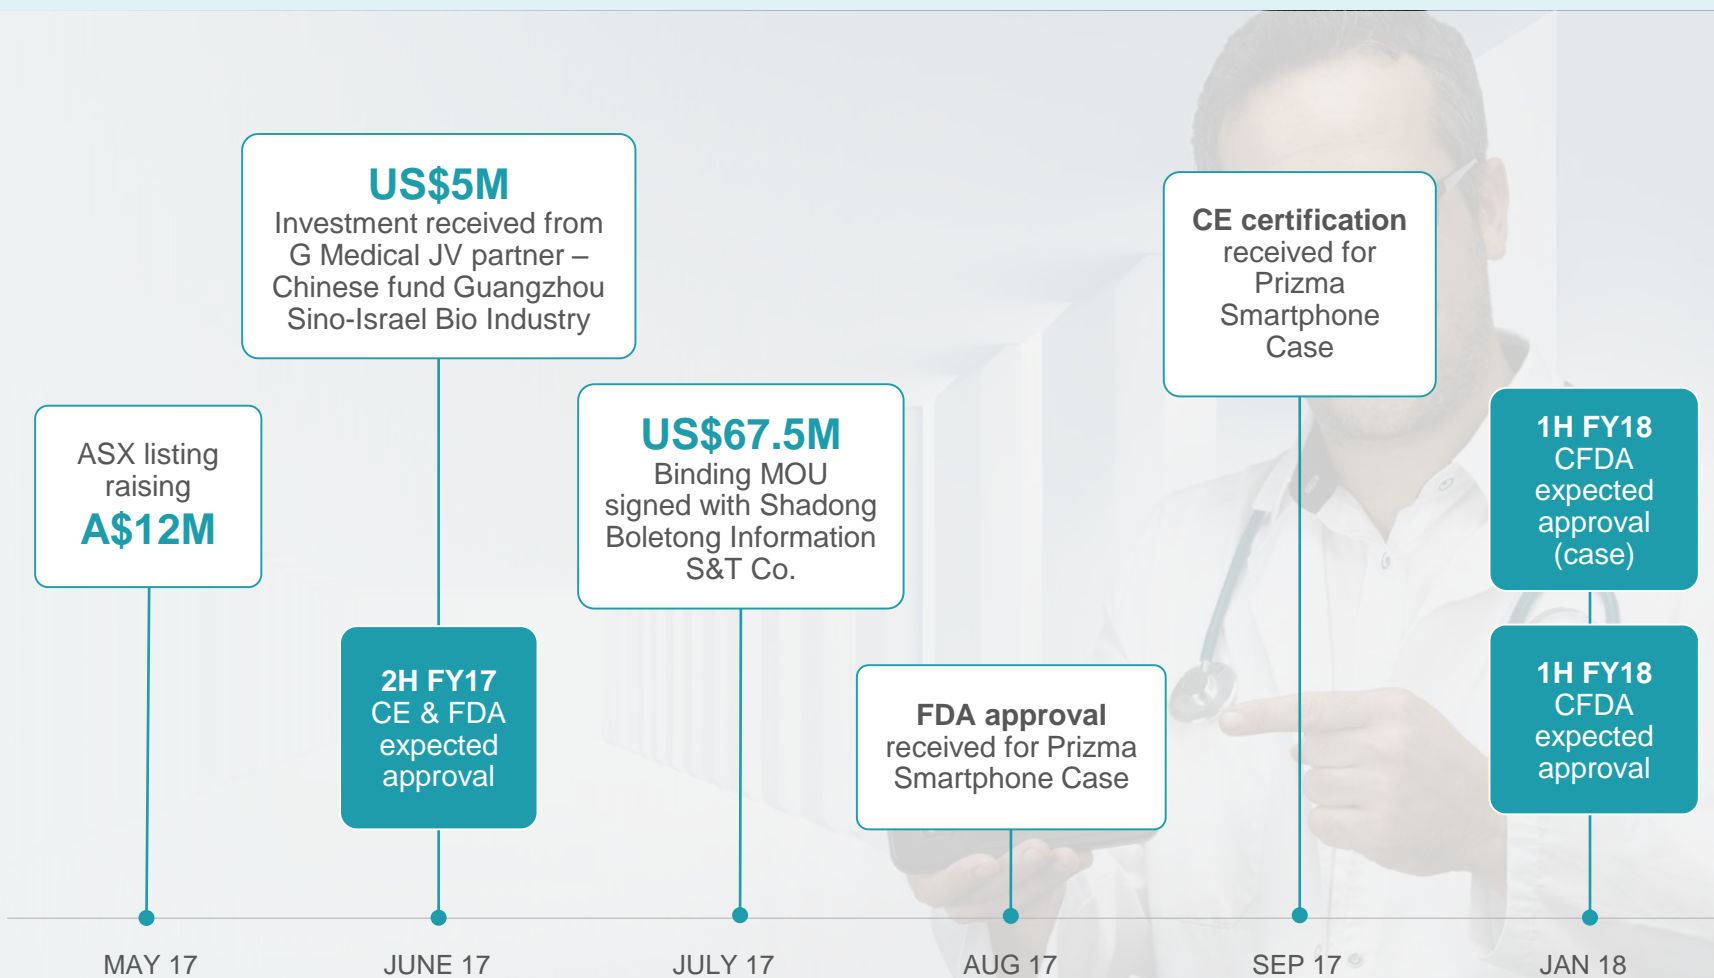 ASX listing
raising
A$12M
US$5M
Investment received from
G Medical JV partner –
Chinese fund Guangzhou
Sino-Israel Bio Industry
2H FY17
CE & FDA
expected
approval
US$67.5M
Binding MOU
signed with Shadong
Boletong Information
S&T Co.
FDA approval
received for Prizma
Smartphone Case
CE certification
received for
Prizma
Smartphone
Case
1H FY18
CFDA
expected
approval
(case)
1H FY18
CFDA
expected
approval
MAY 17
JUNE 17
JULY 17
AUG 17
SEP 17
JAN 18